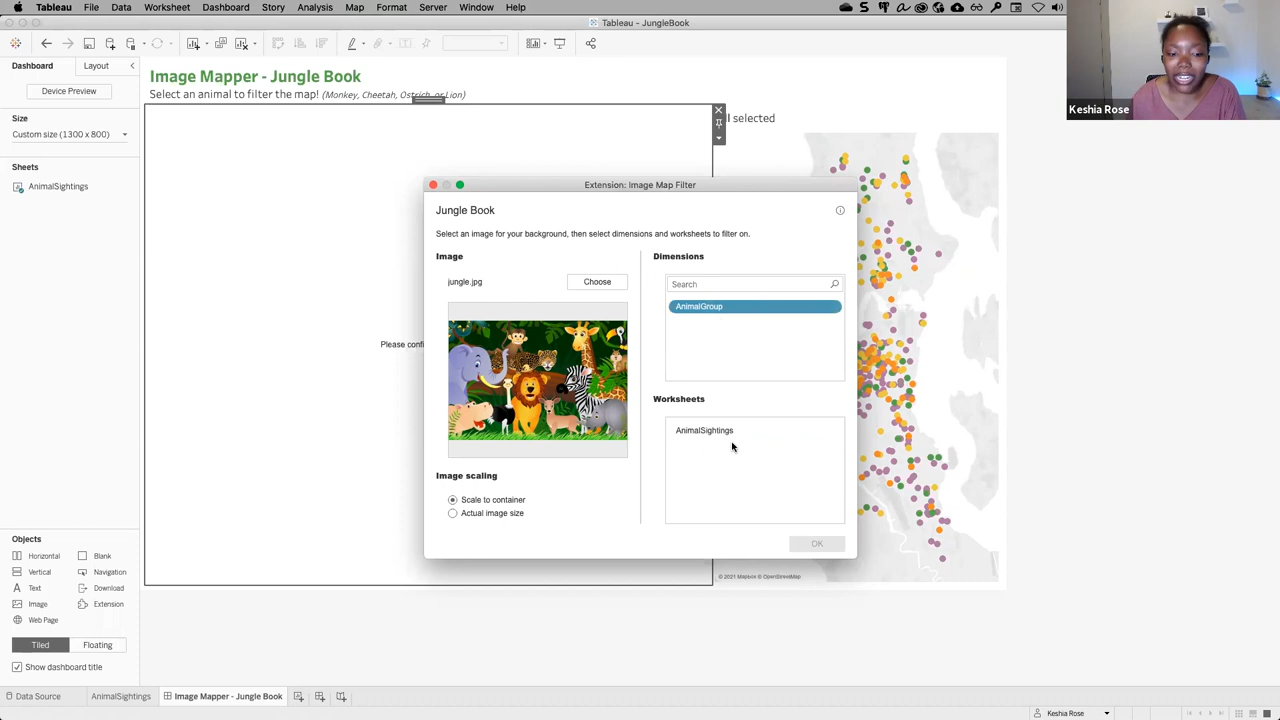 Tableau File Data Worksheet Dashboard Story Analysis Map Format Server Window Help
Tableau - JungleBook
Keshia Rose
Dashboard Layout
Device Preview
Size
Custom size (1300 x 800)
Sheets
AnimalSightings
Image Mapper - Jungle Book
Select an animal to filter the map! (Monkey, Cheetah, Ostrich, or Lion)
selected
Please confi
Extension: Image Map Filter
Jungle Book
Select an image for your background, then select dimensions and worksheets to filter on.
Image
jungle.jpg Choose
Image scaling
Scale to container
Actual image size
Dimensions
Search
AnimalGroup
Worksheets
AnimalSightings
OK
© 2021 Mapbox © OpenStreetMap
Objects
Horizontal Blank
Vertical Navigation
Text Download
Image Extension
Web Page
Tiled Floating
Show dashboard title
Data Source AnimalSightings Image Mapper - Jungle Book
Keshia Rose